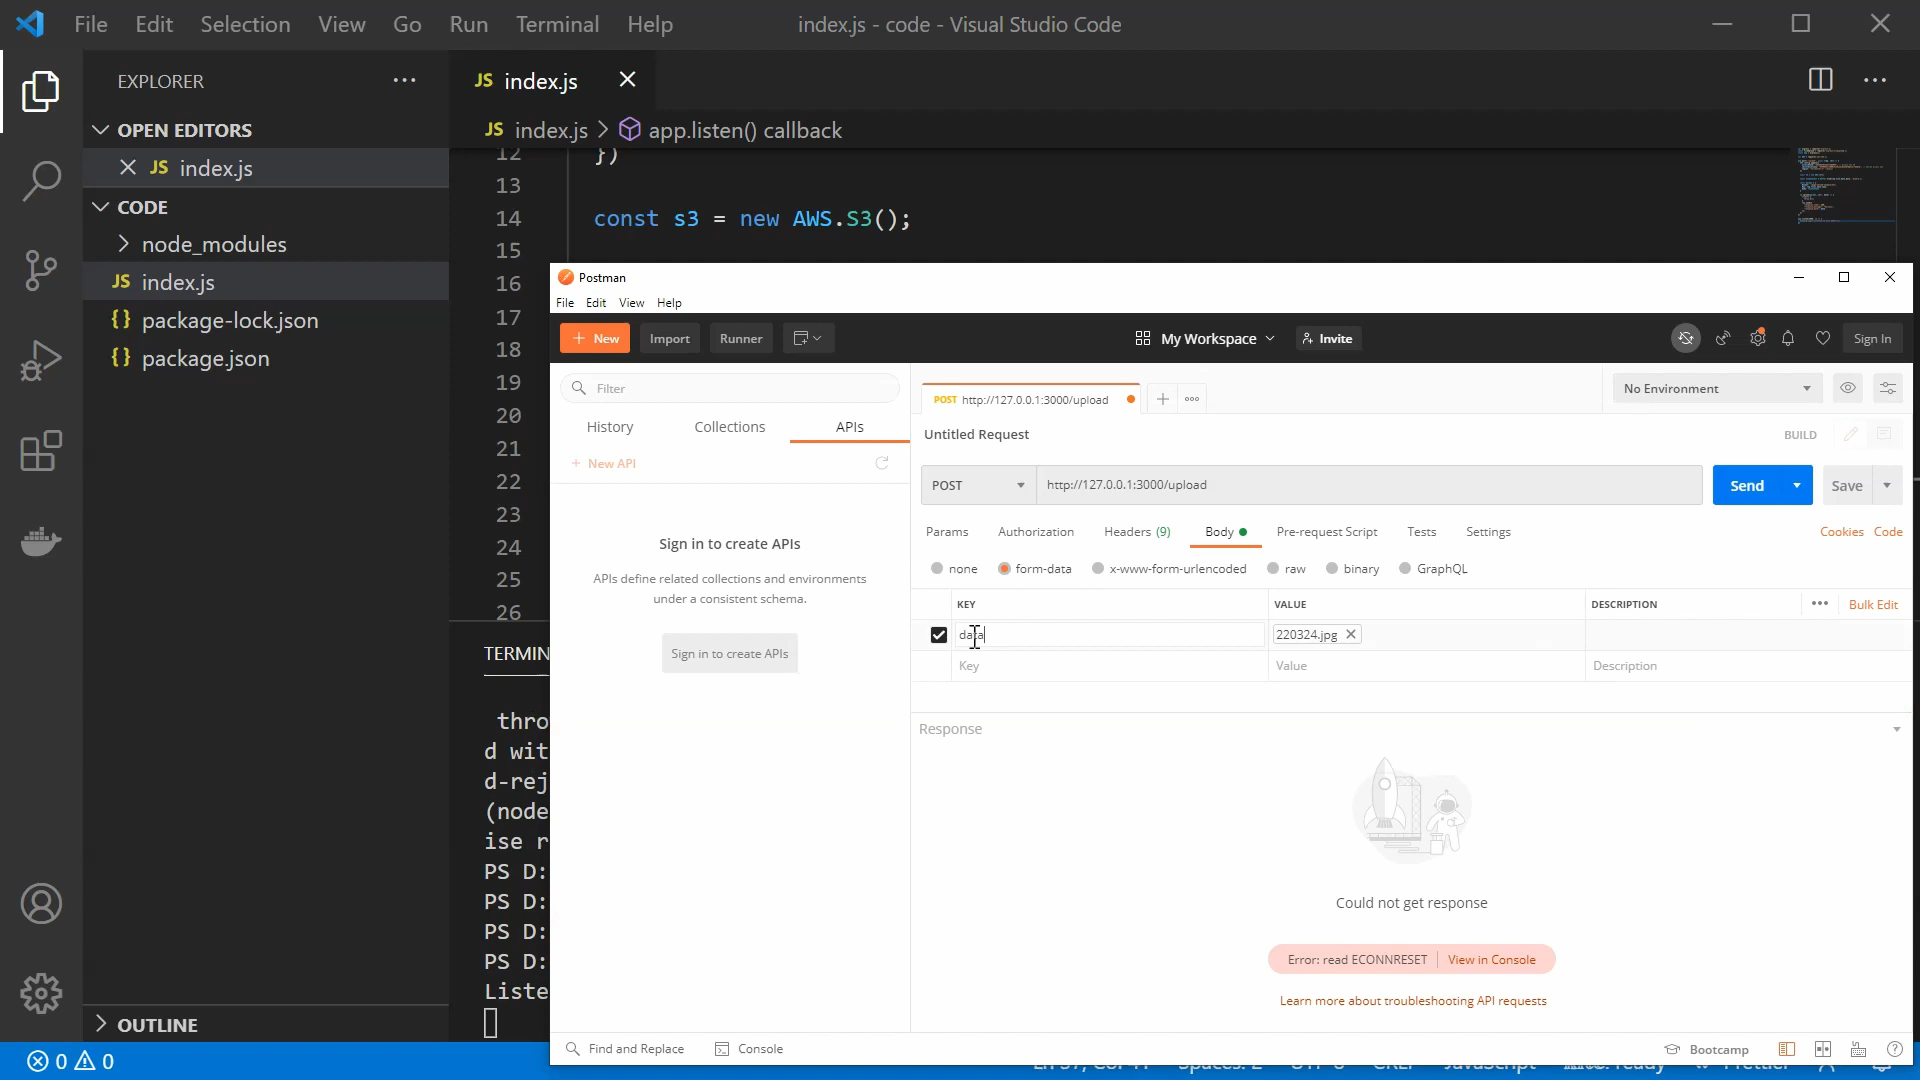 File Edit Selection View Go Run Terminal Help
index.js - code - Visual Studio Code
EXPLORER
OPEN EDITORS
JS index.js
CODE
node_modules
JS index.js
{} package-lock.json
{} package.json
OUTLINE
0 0
JS index.js
JS index.js > app.listen() callback
12 })
13
14 const s3 = new AWS.S3();
15
16
17
18
19
20
21
22
23
24
25
26
TERMIN
thro
d wit
d-rej
(node
ise r
PS D:
PS D:
PS D:
PS D:
Liste
Postman
File Edit View Help
+ New Import Runner
My Workspace
Invite
Sign In
Filter
History Collections APIs
+ New API
Sign in to create APIs
APIs define related collections and environments
under a consistent schema.
Sign in to create APIs
POST http://127.0.0.1:3000/upload
No Environment
Untitled Request
BUILD
POST http://127.0.0.1:3000/upload
Send Save
Params Authorization Headers (9) Body Pre-request Script Tests Settings
Cookies Code
none form-data x-www-form-urlencoded raw binary GraphQL
KEY VALUE DESCRIPTION
Bulk Edit
data 220324.jpg
Key Value Description
Response
Could not get response
Error: read ECONNRESET View in Console
Learn more about troubleshooting API requests
Find and Replace Console
Bootcamp